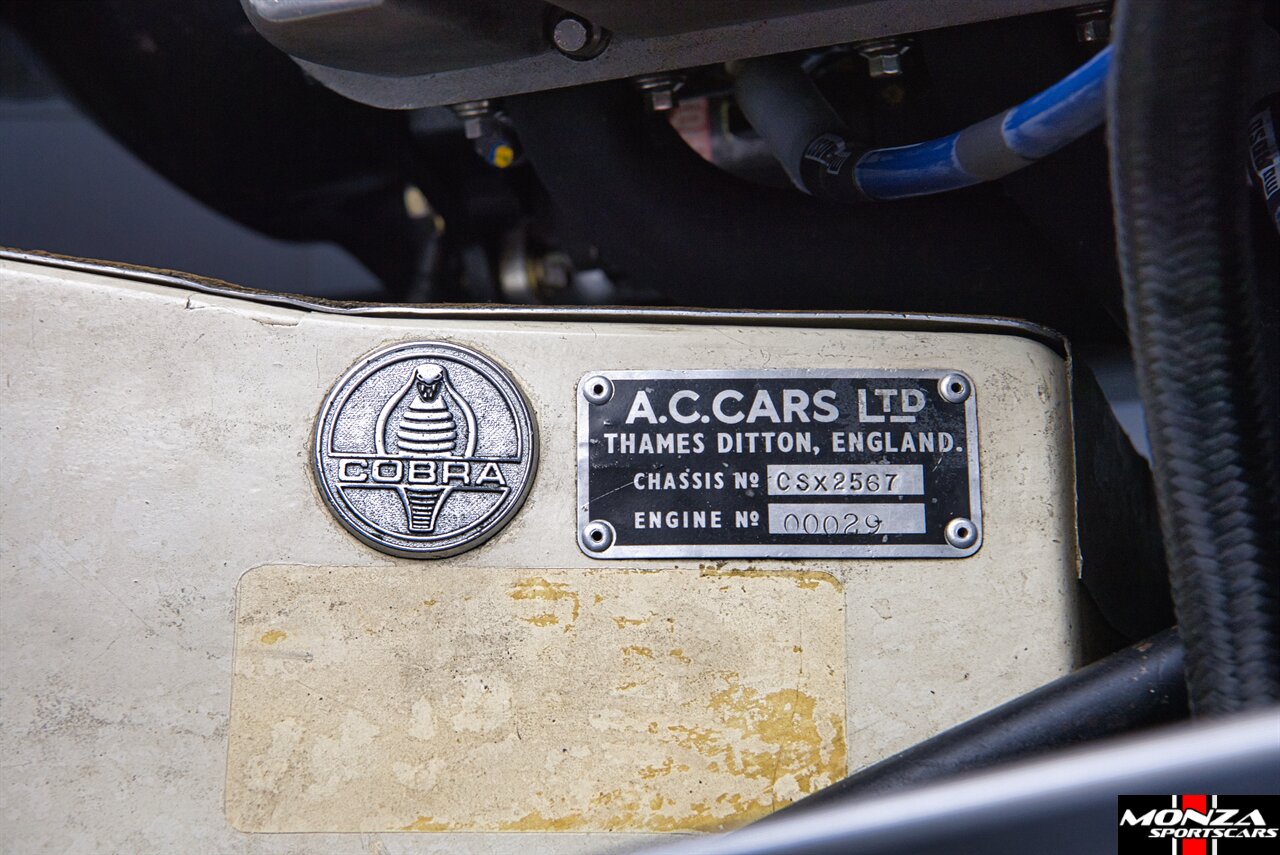 COBRA
A.C.CARS LTD
THAMES DITTON, ENGLAND.
CHASSIS Nº CSx2567
ENGINE Nº 00029
MONZA
SPORTSCARS